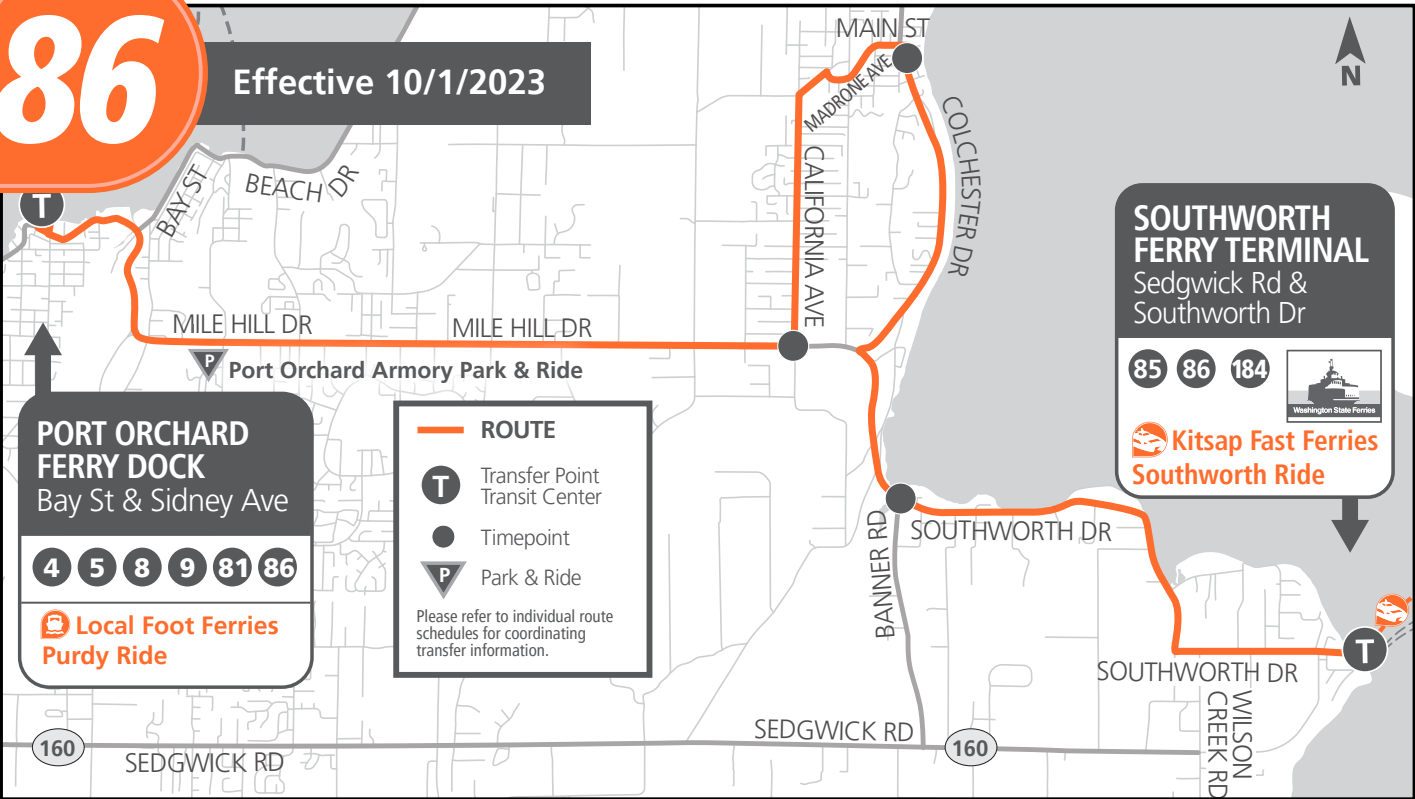 86
Effective 10/1/2023
MAIN ST
MADRONE AVE
N
COLCHESTER DR
CALIFORNIA AVE
BAY ST
BEACH DR
T
MILE HILL DR
MILE HILL DR
P
Port Orchard Armory Park & Ride
SOUTHWORTH
FERRY TERMINAL
Sedgwick Rd &
Southworth Dr
85 86 184
Washington State Ferries
Kitsap Fast Ferries
Southworth Ride
PORT ORCHARD
FERRY DOCK
Bay St & Sidney Ave
4 5 8 9 81 86
Local Foot Ferries
Purdy Ride
ROUTE
T
Transfer Point
Transit Center
Timepoint
P
Park & Ride
Please refer to individual route
schedules for coordinating
transfer information.
BANNER RD
SOUTHWORTH DR
T
SOUTHWORTH DR
WILSON
CREEK RD
SEDGWICK RD
160
160
SEDGWICK RD